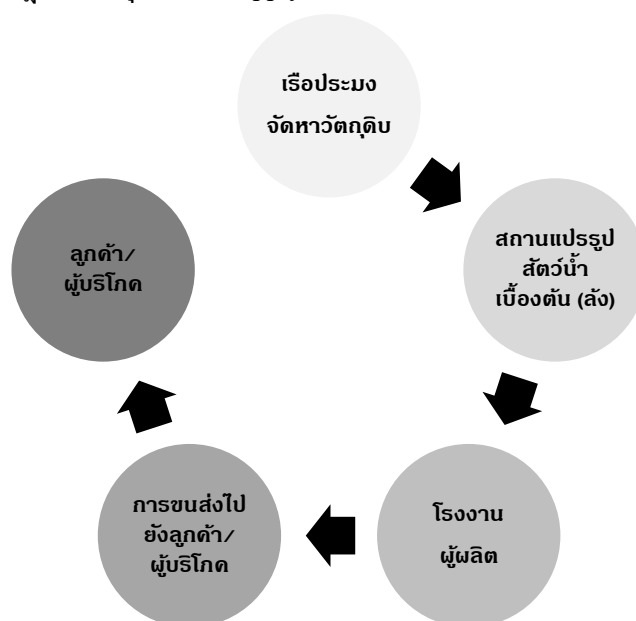 เรือประมง
จัดหาวัตถุดิบ
สถานแปรรูป
สัตว์น้ำ
เบื้องต้น (ล้ง)
โรงงาน
ผู้ผลิต
การขนส่งไป
ยังลูกค้า/
ผู้บริโภค
ลูกค้า/
ผู้บริโภค